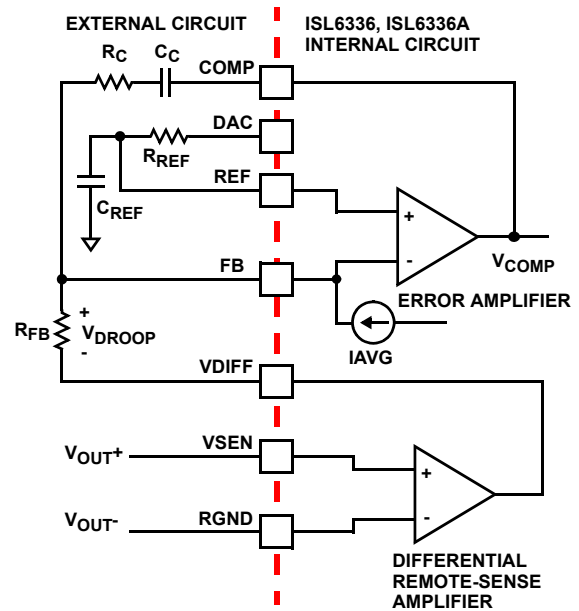 EXTERNAL CIRCUIT
ISL6336, ISL6336A
INTERNAL CIRCUIT
RC
CC
COMP
DAC
RREF
REF
CREF
+
-
VCOMP
FB
ERROR AMPLIFIER
IAVG
RFB
+
VDROOP
-
VDIFF
VOUT+
VSEN
+
-
VOUT-
RGND
DIFFERENTIAL
REMOTE-SENSE
AMPLIFIER